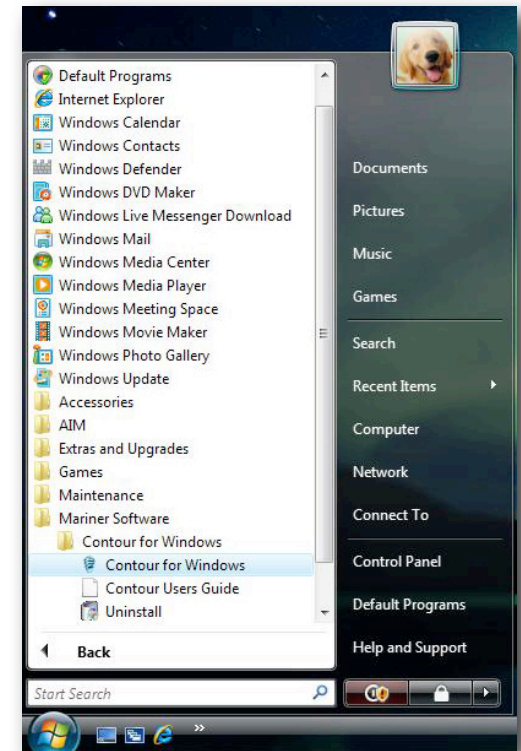 Default Programs
Internet Explorer
Windows Calendar
Windows Contacts
Windows Defender
Windows DVD Maker
Windows Live Messenger Download
Windows Mail
Windows Media Center
Windows Media Player
Windows Meeting Space
Windows Movie Maker
Windows Photo Gallery
Windows Update
Accessories
AIM
Extras and Upgrades
Games
Maintenance
Mariner Software
Contour for Windows
Contour for Windows
Contour Users Guide
Uninstall
Back
Start Search
Documents
Pictures
Music
Games
Search
Recent Items
Computer
Network
Connect To
Control Panel
Default Programs
Help and Support